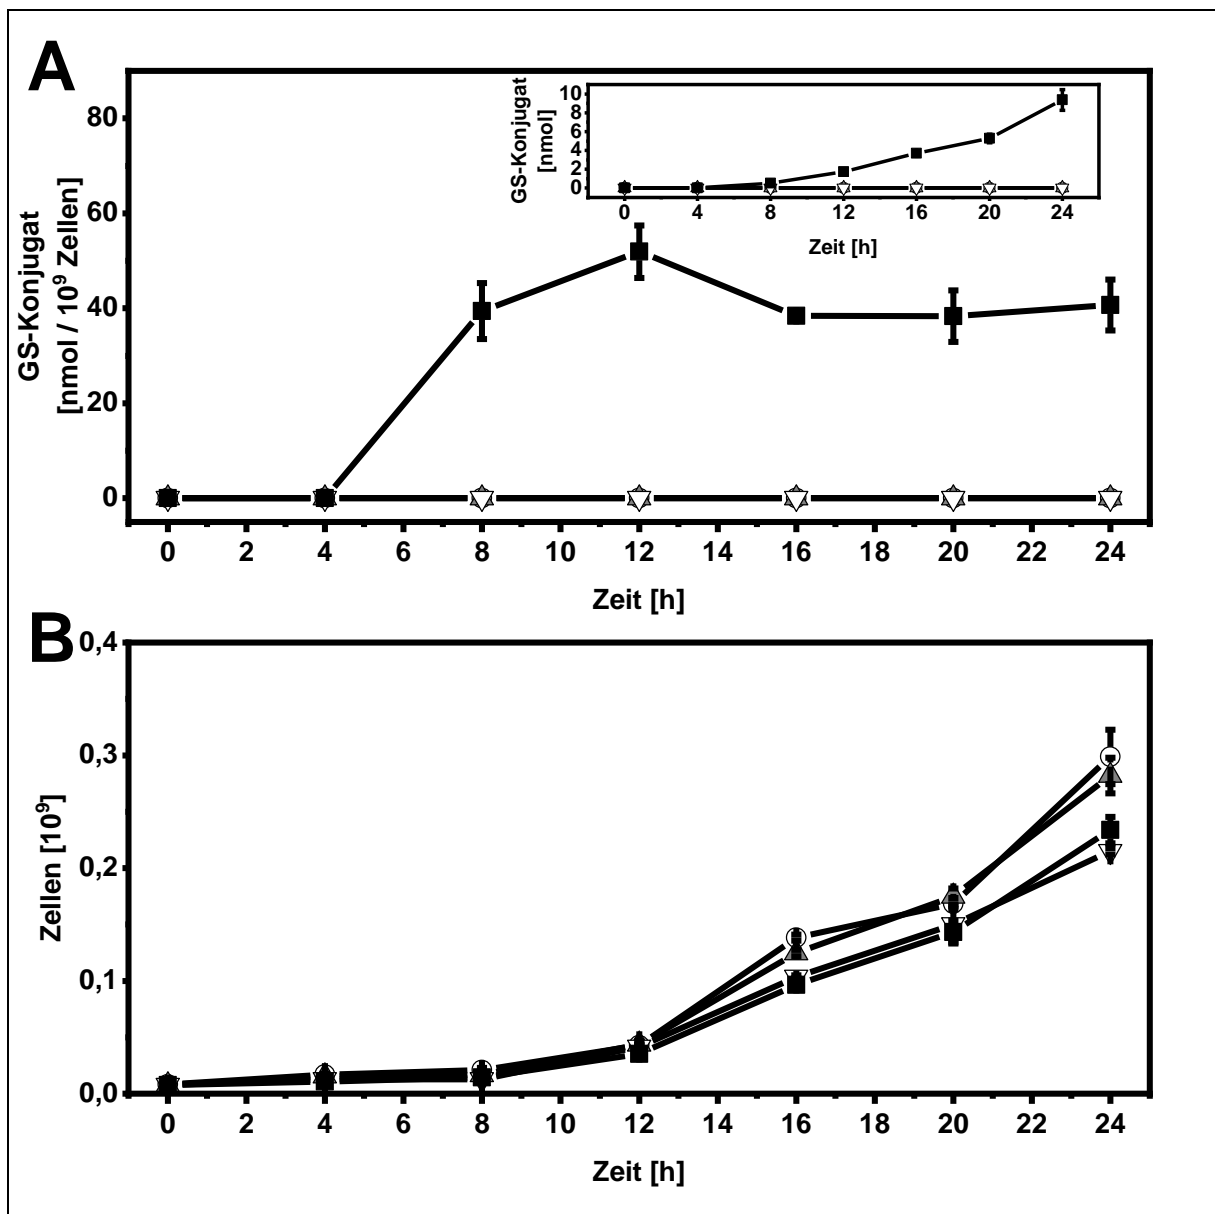 A
GS-Konjugat
[nmol / 10⁹ Zellen]
80
60
40
20
0
0 2 4 6 8 10 12 14 16 18 20 22 24
Zeit [h]
GS-Konjugat
[nmol]
10
8
6
4
2
0
0 4 8 12 16 20 24
Zeit [h]
B
Zellen [10⁹]
0,4
0,3
0,2
0,1
0,0
0 2 4 6 8 10 12 14 16 18 20 22 24
Zeit [h]